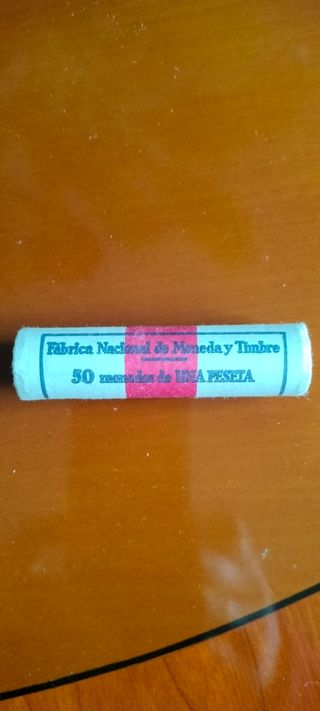 Fábrica Nacional de Moneda y Timbre
50 monedas de UNA PESETA